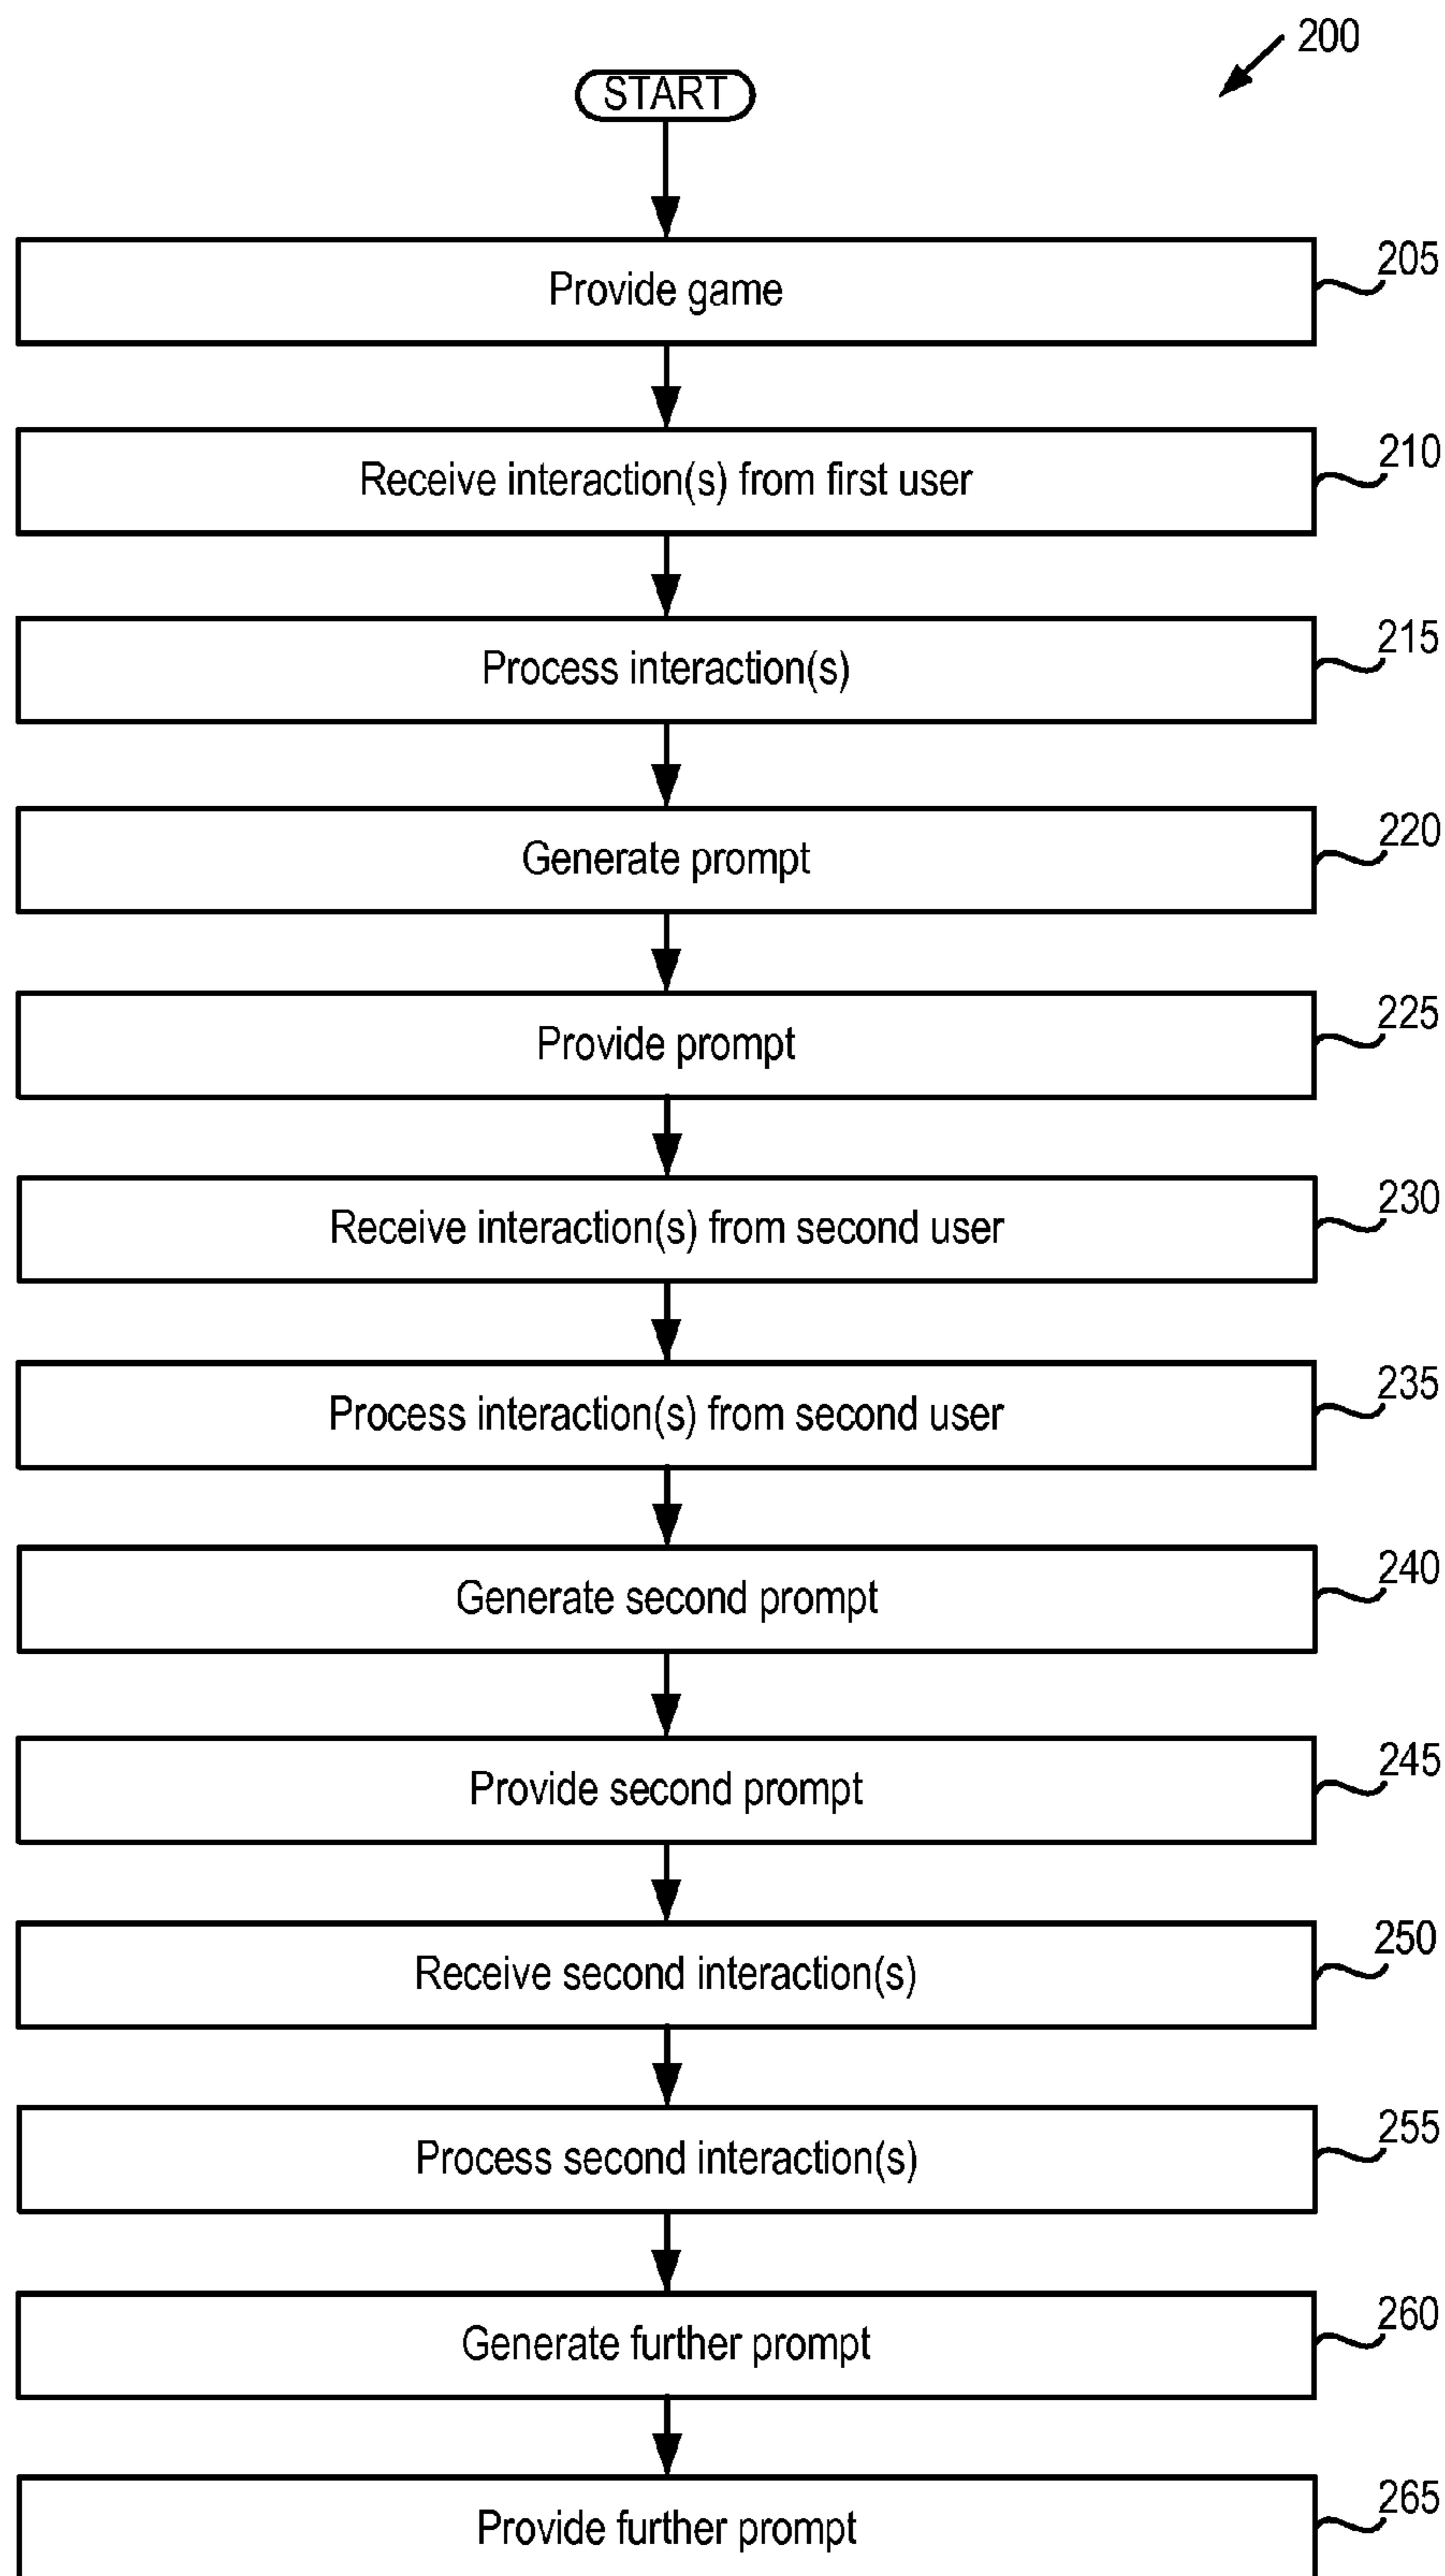 200
START
Provide game
205
Receive interaction(s) from first user
210
Process interaction(s)
215
Generate prompt
220
Provide prompt
225
Receive interaction(s) from second user
230
Process interaction(s) from second user
235
Generate second prompt
240
Provide second prompt
245
Receive second interaction(s)
250
Process second interaction(s)
255
Generate further prompt
260
Provide further prompt
265